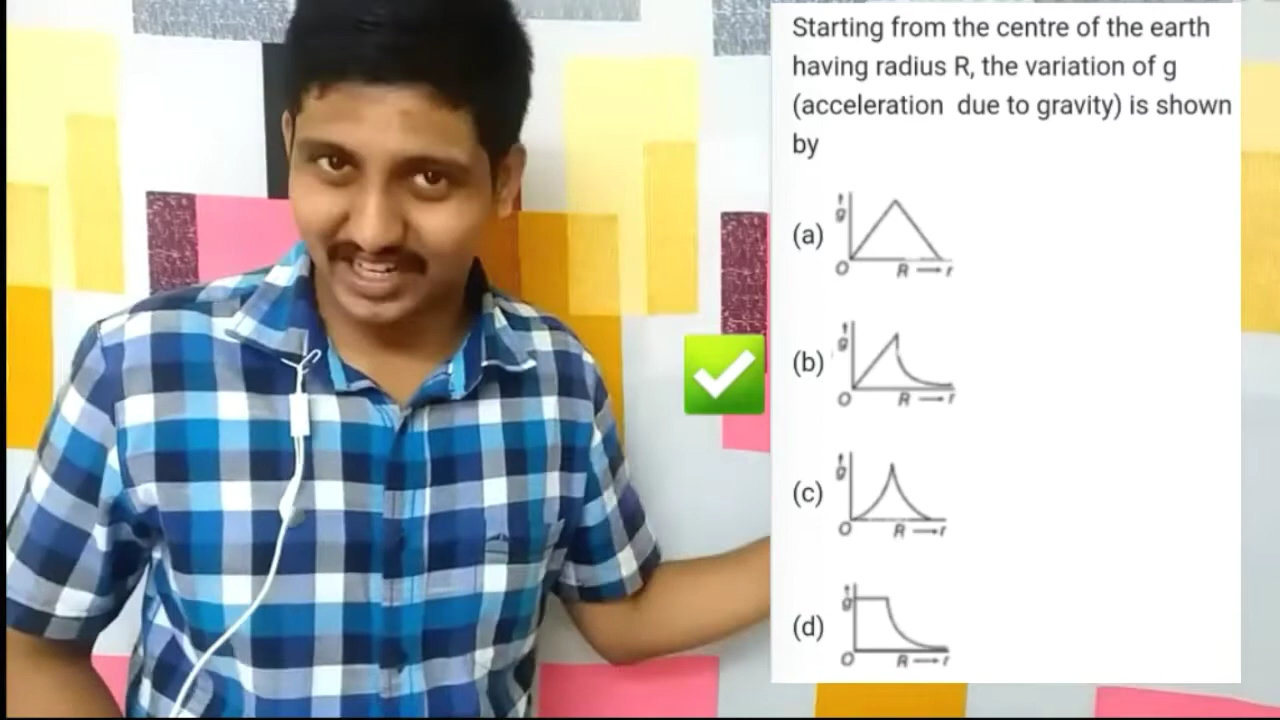 Starting from the centre of the earth
having radius R, the variation of g
(acceleration  due to gravity) is shown
by
(a)
g
O R r
(b)
g
O R r
(c)
g
O R r
(d)
g
O R r